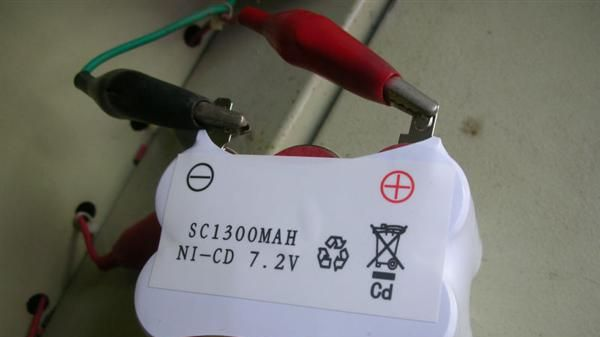 ⊖ ⊕
SC1300MAH
NI-CD 7.2V
Cd